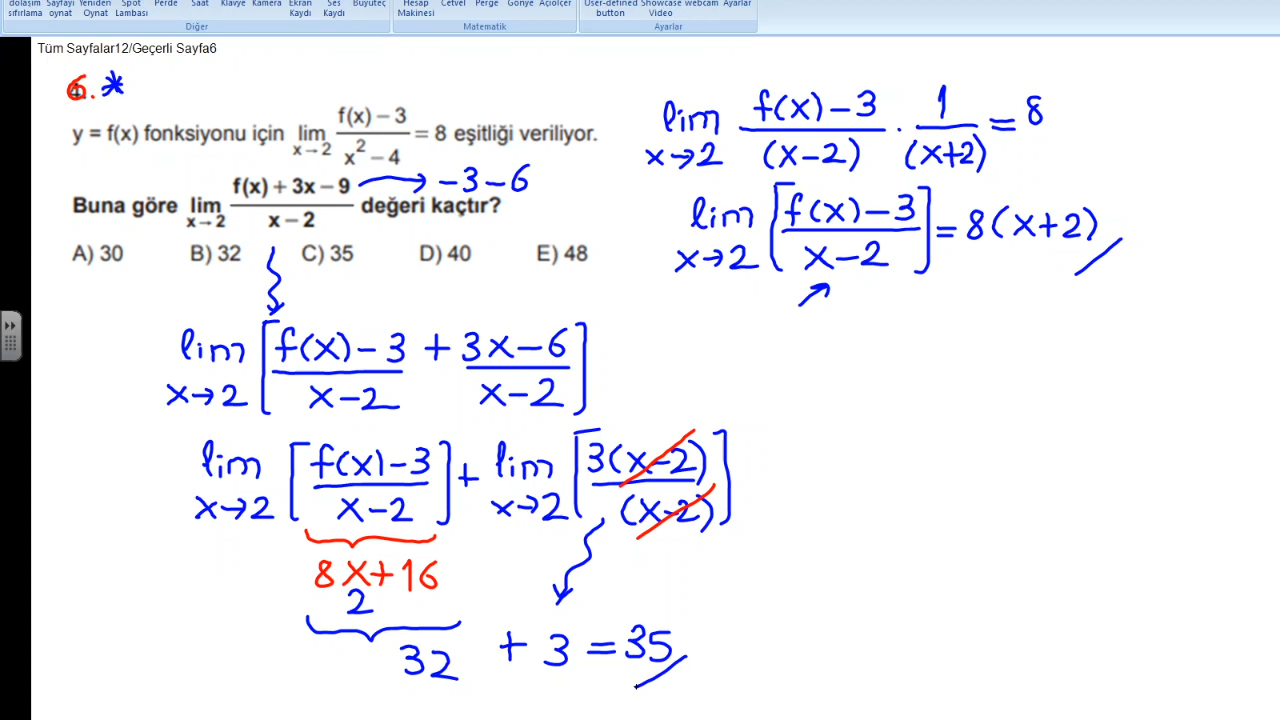 dolaşım Sayfayı Yeniden Spot Perde Saat Klavye Kamera Ekran Ses Büyüteç Hesap Cetvel Perge Gönye Açıölçer User-defined Showcase webcam Ayarlar
sıfırlama oynat Oynat Lambası Kaydı Kaydı Makinesi button Video
Diğer Matematik Ayarlar
Tüm Sayfalar12/Geçerli Sayfa6
6. *
y = f(x) fonksiyonu için lim x→2 (f(x) – 3)/(x² – 4) = 8 eşitliği veriliyor.
Buna göre lim x→2 (f(x) + 3x – 9)/(x – 2) değeri kaçtır?
→ -3-6
A) 30 B) 32 C) 35 D) 40 E) 48
lim x→2 (f(x)-3)/(x-2) · 1/(x+2) = 8
lim x→2 [(f(x)-3)/(x-2)] = 8(x+2)
lim x→2 [(f(x)-3)/(x-2) + (3x-6)/(x-2)]
lim x→2 [(f(x)-3)/(x-2)] + lim x→2 [3(x-2)/(x-2)]
8x+16
2
32 + 3 = 35